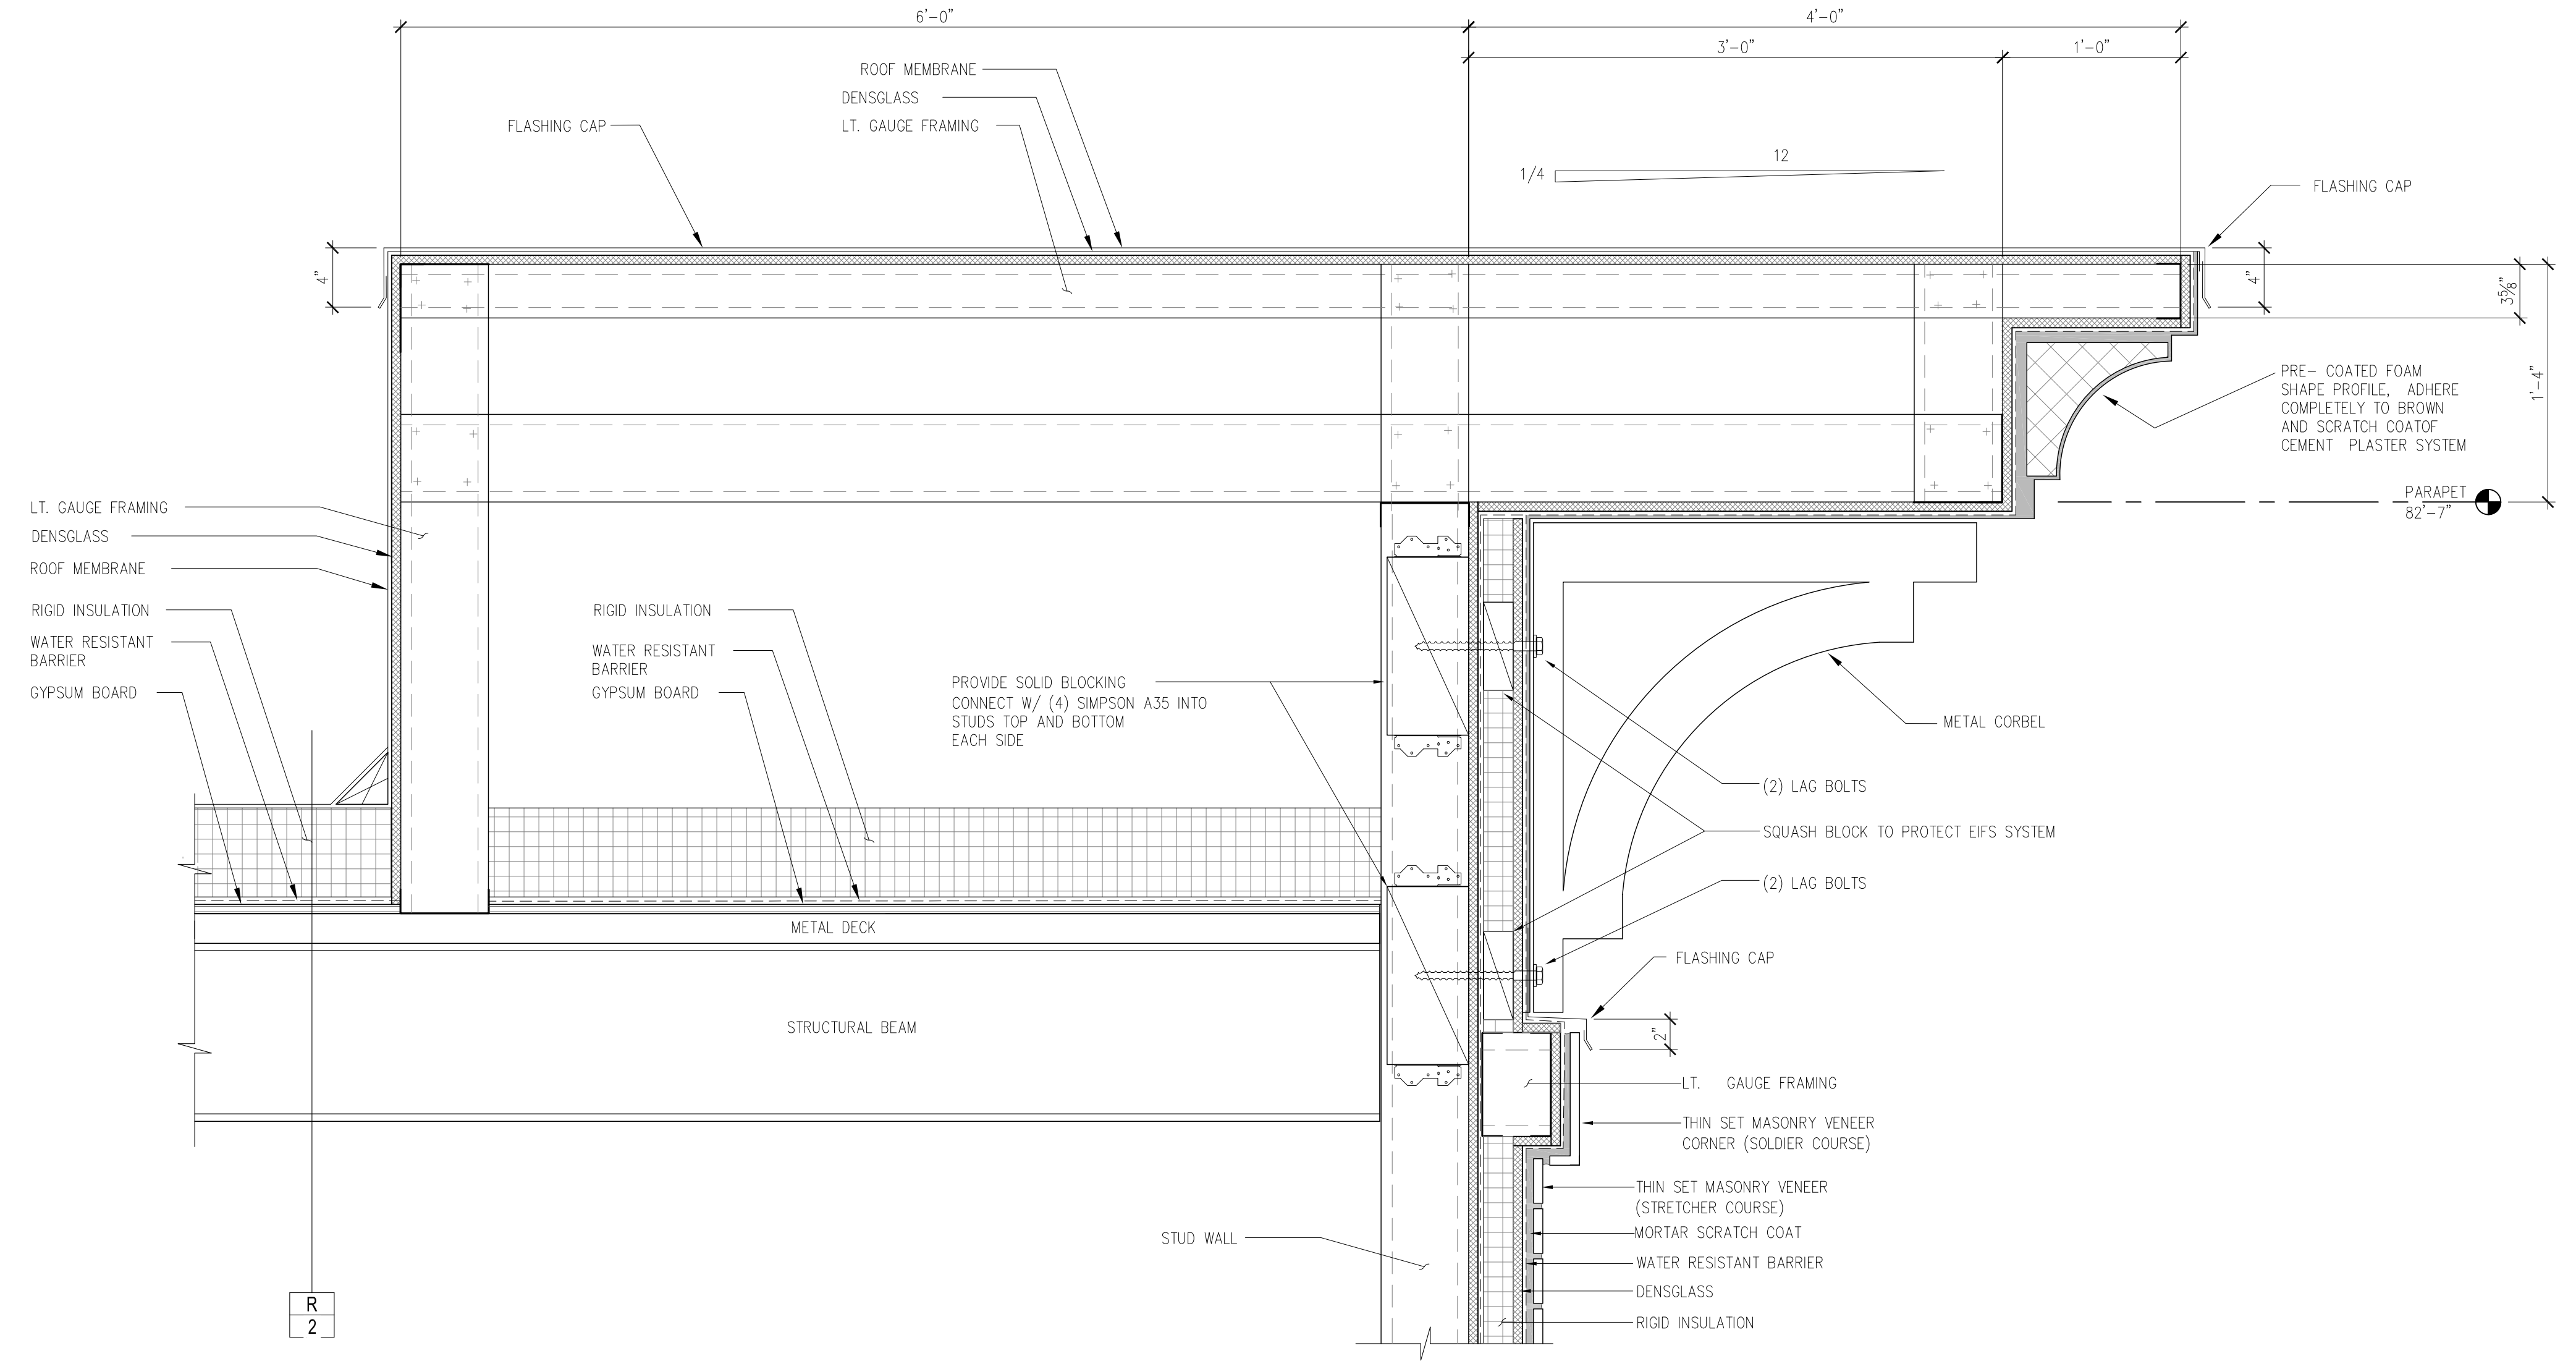 6'-0"
4'-0"
3'-0"
1'-0"
ROOF MEMBRANE
DENSGLASS
FLASHING CAP
LT. GAUGE FRAMING
12
1/4
FLASHING CAP
4"
4"
3⅝"
1'-4"
PRE- COATED FOAM
SHAPE PROFILE, ADHERE
COMPLETELY TO BROWN
AND SCRATCH COATOF
CEMENT PLASTER SYSTEM
PARAPET
82'-7"
LT. GAUGE FRAMING
DENSGLASS
ROOF MEMBRANE
RIGID INSULATION
WATER RESISTANT
BARRIER
GYPSUM BOARD
RIGID INSULATION
WATER RESISTANT
BARRIER
GYPSUM BOARD
PROVIDE SOLID BLOCKING
CONNECT W/ (4) SIMPSON A35 INTO
STUDS TOP AND BOTTOM
EACH SIDE
METAL CORBEL
(2) LAG BOLTS
SQUASH BLOCK TO PROTECT EIFS SYSTEM
(2) LAG BOLTS
METAL DECK
FLASHING CAP
STRUCTURAL BEAM
2"
LT. GAUGE FRAMING
THIN SET MASONRY VENEER
CORNER (SOLDIER COURSE)
THIN SET MASONRY VENEER
(STRETCHER COURSE)
MORTAR SCRATCH COAT
STUD WALL
WATER RESISTANT BARRIER
DENSGLASS
RIGID INSULATION
R
2